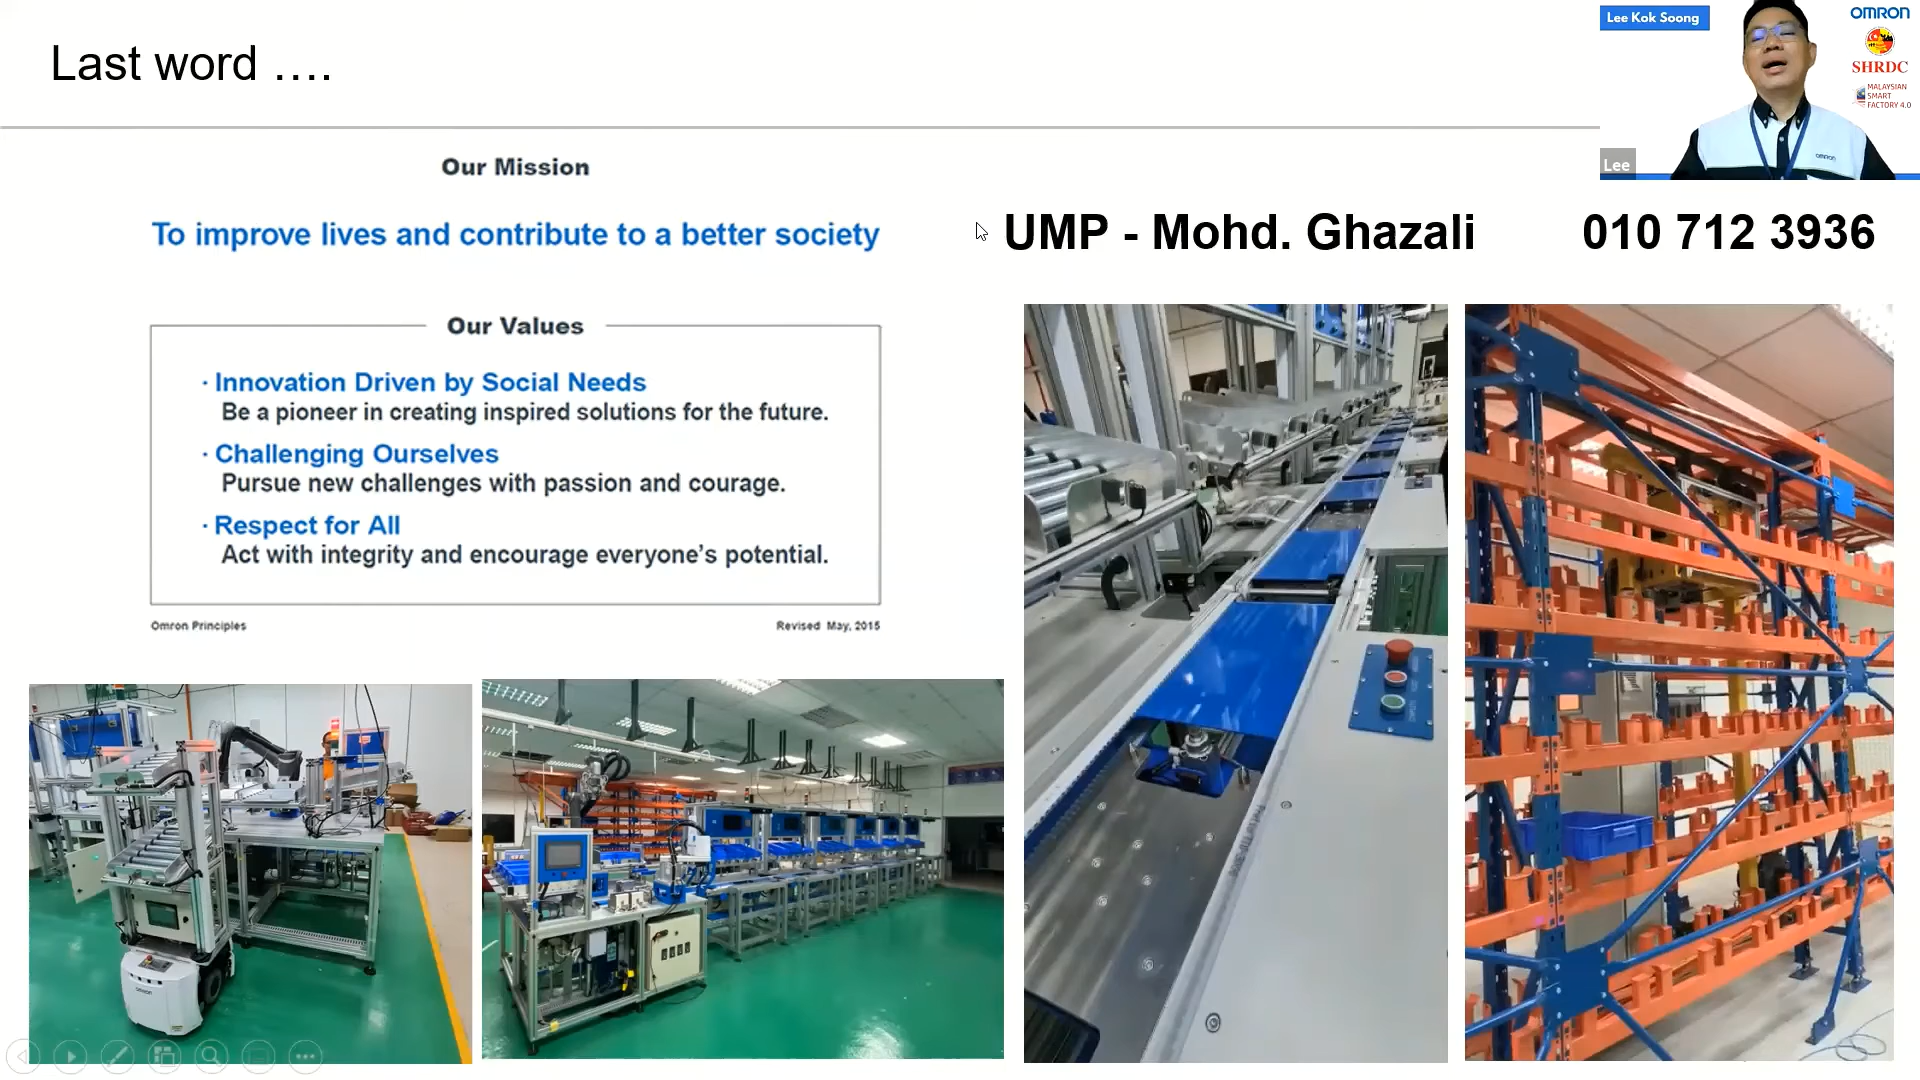 Last word ....
Lee Kok Soong
OMRON
SHRDC
MALAYSIAN
SMART
FACTORY 4.0
OMRON
Lee
Our Mission
To improve lives and contribute to a better society
UMP - Mohd. Ghazali 010 712 3936
Our Values
· Innovation Driven by Social Needs
Be a pioneer in creating inspired solutions for the future.
· Challenging Ourselves
Pursue new challenges with passion and courage.
· Respect for All
Act with integrity and encourage everyone's potential.
Omron Principles Revised May, 2015
OMRON